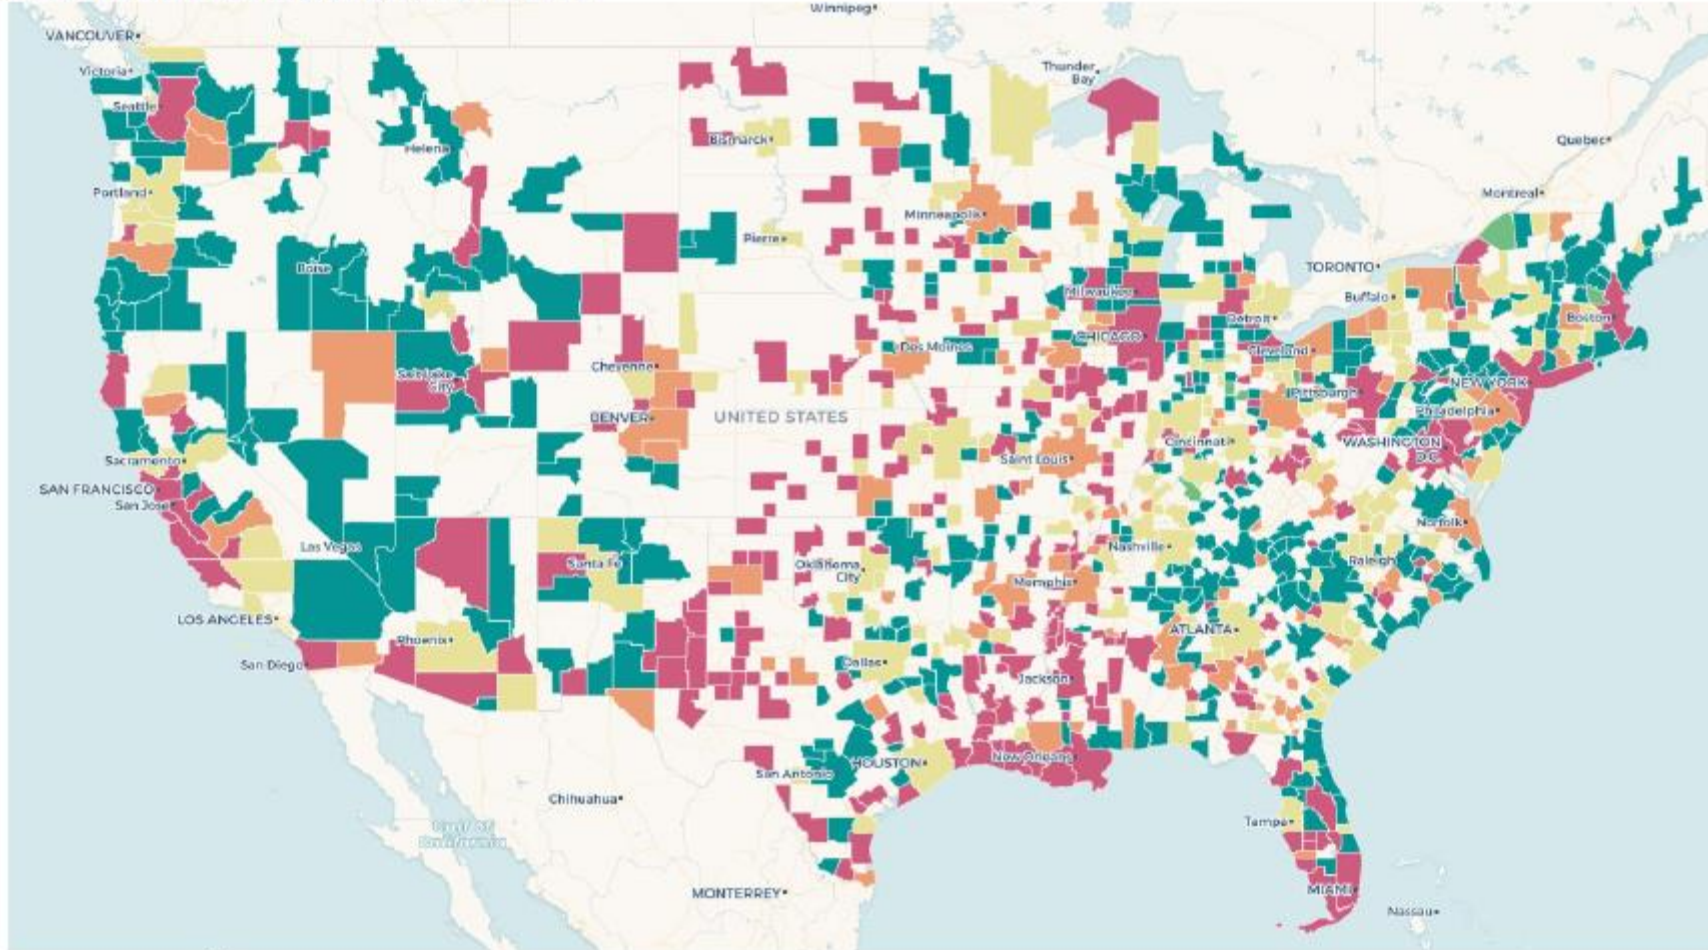 Winnipeg
VANCOUVER
Victoria
Thunder
Bay
Seattle
Bismarck
Quebec
Helena
Portland
Montreal
Minneapolis
Pierre
Boise
TORONTO
Milwaukee
Buffalo
Detroit
Boston
CHICAGO
Des Moines
Cleveland
Cheyenne
Salt Lake
City
NEW YORK
Pittsburgh
Philadelphia
DENVER
UNITED STATES
Cincinnati
WASHINGTON
D.C.
Sacramento
Saint Louis
SAN FRANCISCO
San Jose
Norfolk
Las Vegas
Nashville
Raleigh
Santa Fe
Oklahoma
City
Memphis
LOS ANGELES
ATLANTA
Phoenix
San Diego
Dallas
Jackson
New Orleans
HOUSTON
San Antonio
Chihuahua
Tampa
Gulf of
California
MONTERREY
MIAMI
Nassau